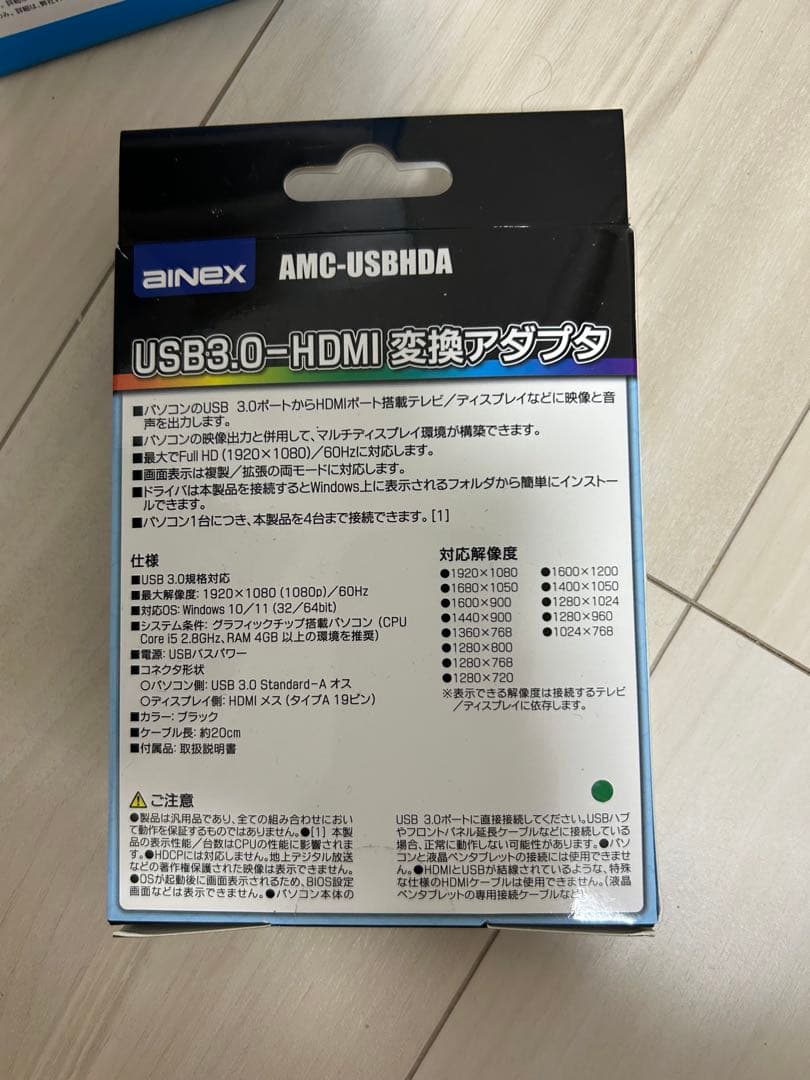 ainex
AMC-USBHDA
USB3.0-HDMI 変換アダプタ
■パソコンのUSB 3.0ポートからHDMIポート搭載テレビ/ディスプレイなどに映像と音
声を出力します。
■パソコンの映像出力と併用して、マルチディスプレイ環境が構築できます。
■最大でFull HD (1920×1080)/60Hzに対応します。
■画面表示は複製/拡張の両モードに対応します。
■ドライバは本製品を接続するとWindows上に表示されるフォルダから簡単にインストー
ルできます。
■パソコン1台につき、本製品を4台まで接続できます。[1]
仕様
■USB 3.0規格対応
■最大解像度: 1920×1080 (1080p)/60Hz
■対応OS: Windows 10/11 (32/64bit)
■システム条件: グラフィックチップ搭載パソコン (CPU
Core i5 2.8GHz、RAM 4GB 以上の環境を推奨)
■電源: USBバスパワー
■コネクタ形状
○パソコン側: USB 3.0 Standard-A オス
○ディスプレイ側: HDMI メス (タイプA 19ピン)
■カラー: ブラック
■ケーブル長: 約20cm
■付属品: 取扱説明書
対応解像度
●1920×1080
●1680×1050
●1600×900
●1440×900
●1360×768
●1280×800
●1280×768
●1280×720
●1600×1200
●1400×1050
●1280×1024
●1280×960
●1024×768
※表示できる解像度は接続するテレビ
/ディスプレイに依存します。
ご注意
●製品は汎用品であり、全ての組み合わせにおい
て動作を保証するものではありません。●[1] 本製
品の表示性能/台数はCPUの性能に影響されま
す。●HDCPには対応しません。地上デジタル放送
などの著作権保護された映像は表示できません。
●OSが起動後に画面表示されるため、BIOS設定
画面などは表示できません。●パソコン本体の
USB 3.0ポートに直接接続してください。USBハブ
やフロントパネル延長ケーブルなどに接続している
場合、正常に動作しない可能性があります。●パソ
コンと液晶ペンタブレットの接続には使用できませ
ん。●HDMIとUSBが結線されているような、特殊
な仕様のHDMIケーブルは使用できません。(液晶
ペンタブレットの専用接続ケーブルなど)